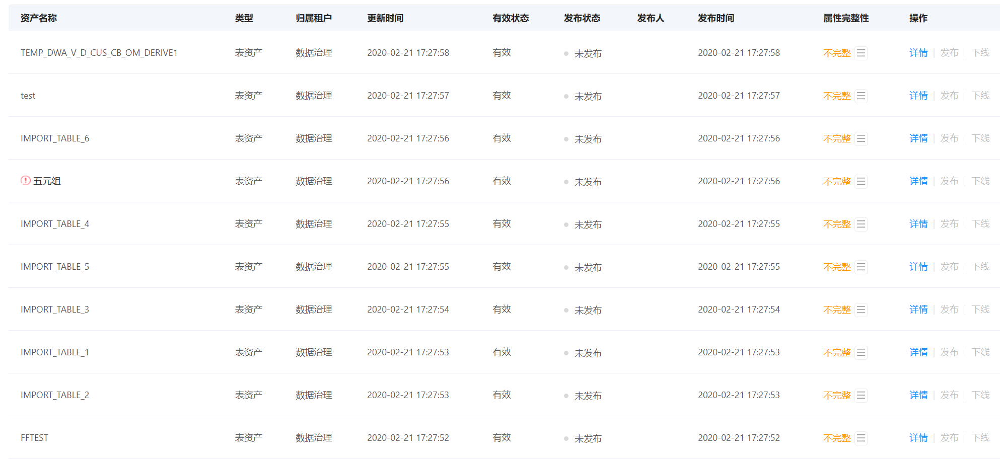 资产名称 类型 归属租户 更新时间 有效状态 发布状态 发布人 发布时间 属性完整性 操作
TEMP_DWA_V_D_CUS_CB_OM_DERIVE1 表资产 数据治理 2020-02-21 17:27:58 有效 未发布 2020-02-21 17:27:58 不完整 详情 发布 下线
test 表资产 数据治理 2020-02-21 17:27:57 有效 未发布 2020-02-21 17:27:57 不完整 详情 发布 下线
IMPORT_TABLE_6 表资产 数据治理 2020-02-21 17:27:56 有效 未发布 2020-02-21 17:27:56 不完整 详情 发布 下线
五元组 表资产 数据治理 2020-02-21 17:27:56 有效 未发布 2020-02-21 17:27:56 不完整 详情 发布 下线
IMPORT_TABLE_4 表资产 数据治理 2020-02-21 17:27:55 有效 未发布 2020-02-21 17:27:55 不完整 详情 发布 下线
IMPORT_TABLE_5 表资产 数据治理 2020-02-21 17:27:55 有效 未发布 2020-02-21 17:27:55 不完整 详情 发布 下线
IMPORT_TABLE_3 表资产 数据治理 2020-02-21 17:27:54 有效 未发布 2020-02-21 17:27:54 不完整 详情 发布 下线
IMPORT_TABLE_1 表资产 数据治理 2020-02-21 17:27:53 有效 未发布 2020-02-21 17:27:53 不完整 详情 发布 下线
IMPORT_TABLE_2 表资产 数据治理 2020-02-21 17:27:53 有效 未发布 2020-02-21 17:27:53 不完整 详情 发布 下线
FFTEST 表资产 数据治理 2020-02-21 17:27:52 有效 未发布 2020-02-21 17:27:52 不完整 详情 发布 下线